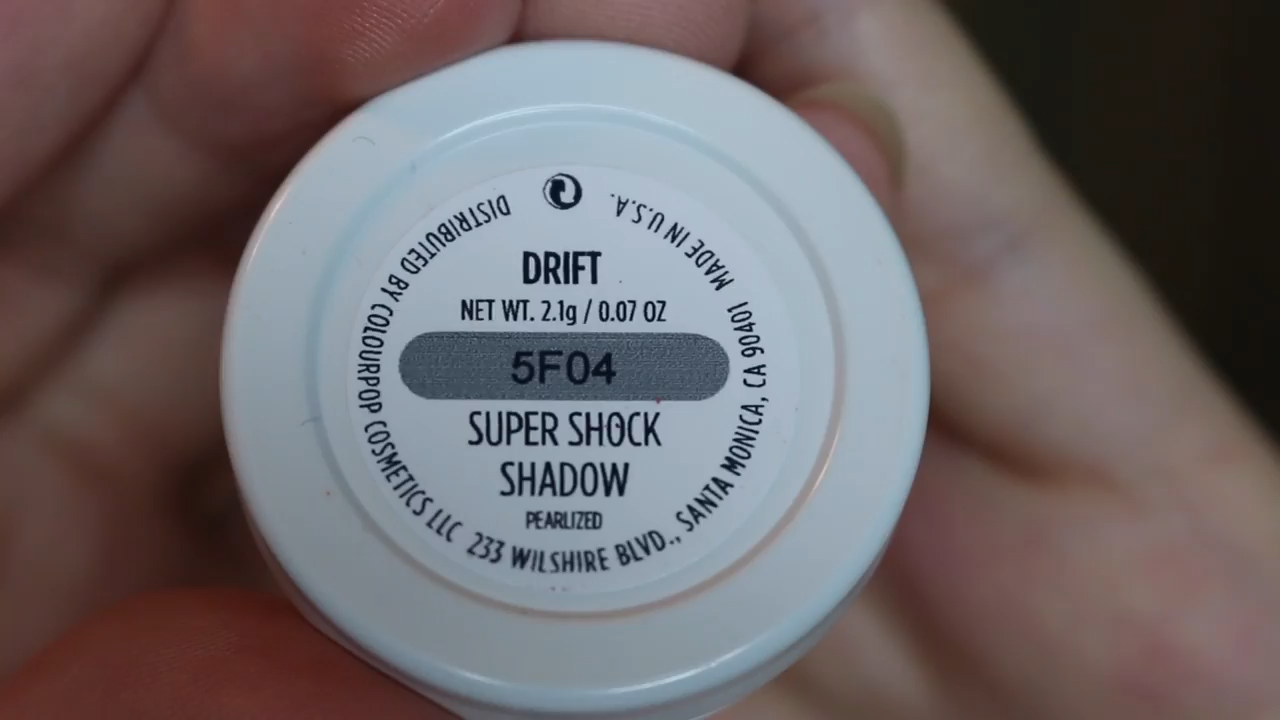 DRIFT
NET WT. 2.1g / 0.07 OZ
5F04
SUPER SHOCK
SHADOW
PEARLIZED
DISTRIBUTED BY COLOURPOP COSMETICS LLC 233 WILSHIRE BLVD., SANTA MONICA, CA 90401 MADE IN U.S.A.